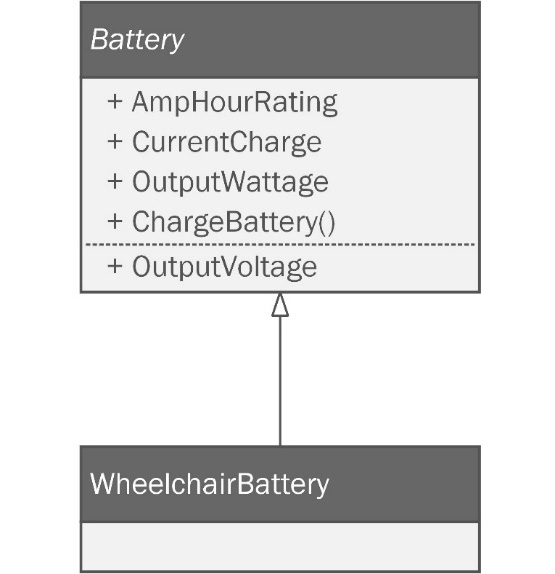 Battery
+ AmpHourRating
+ CurrentCharge
+ OutputWattage
+ ChargeBattery()
+ OutputVoltage
WheelchairBattery